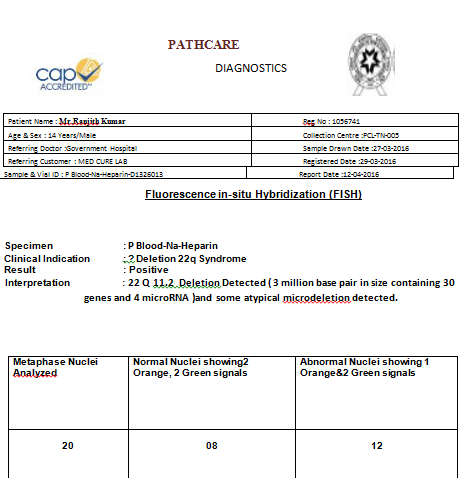 PATHCARE
cap
ACCREDITED™
DIAGNOSTICS
Patient Name : Mr.Ranjith Kumar
Reg No : 1056741
Age & Sex : 14 Years/Male
Collection Centre :PCL-TN-005
Referring Doctor :Government Hospital
Sample Drawn Date :27-03-2016
Referring Customer : MED CURE LAB
Registered Date :29-03-2016
Sample & Vial ID : P Blood-Na-Heparin-D1326013
Report Date :12-04-2016
Fluorescence in-situ Hybridization (FISH)
Specimen : P Blood-Na-Heparin
Clinical Indication : ? Deletion 22q Syndrome
Result : Positive
Interpretation : 22 Q 11.2 Deletion Detected ( 3 million base pair in size containing 30
genes and 4 microRNA )and some atypical microdeletion detected.
Metaphase Nuclei
Analyzed
Normal Nuclei showing2
Orange, 2 Green signals
Abnormal Nuclei showing 1
Orange&2 Green signals
20
08
12